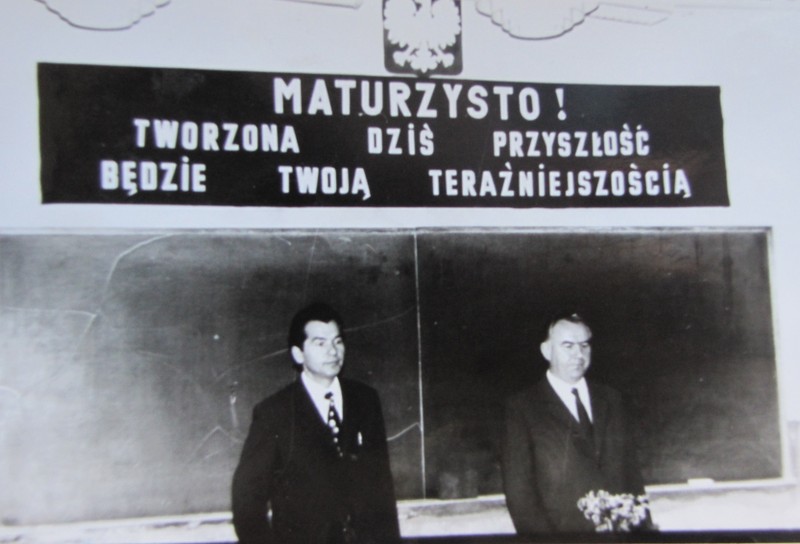 MATURZYSTO!
TWORZONA DZIŚ PRZYSZŁOŚĆ
BĘDZIE TWOJĄ TERAŹNIEJSZOŚCIĄ